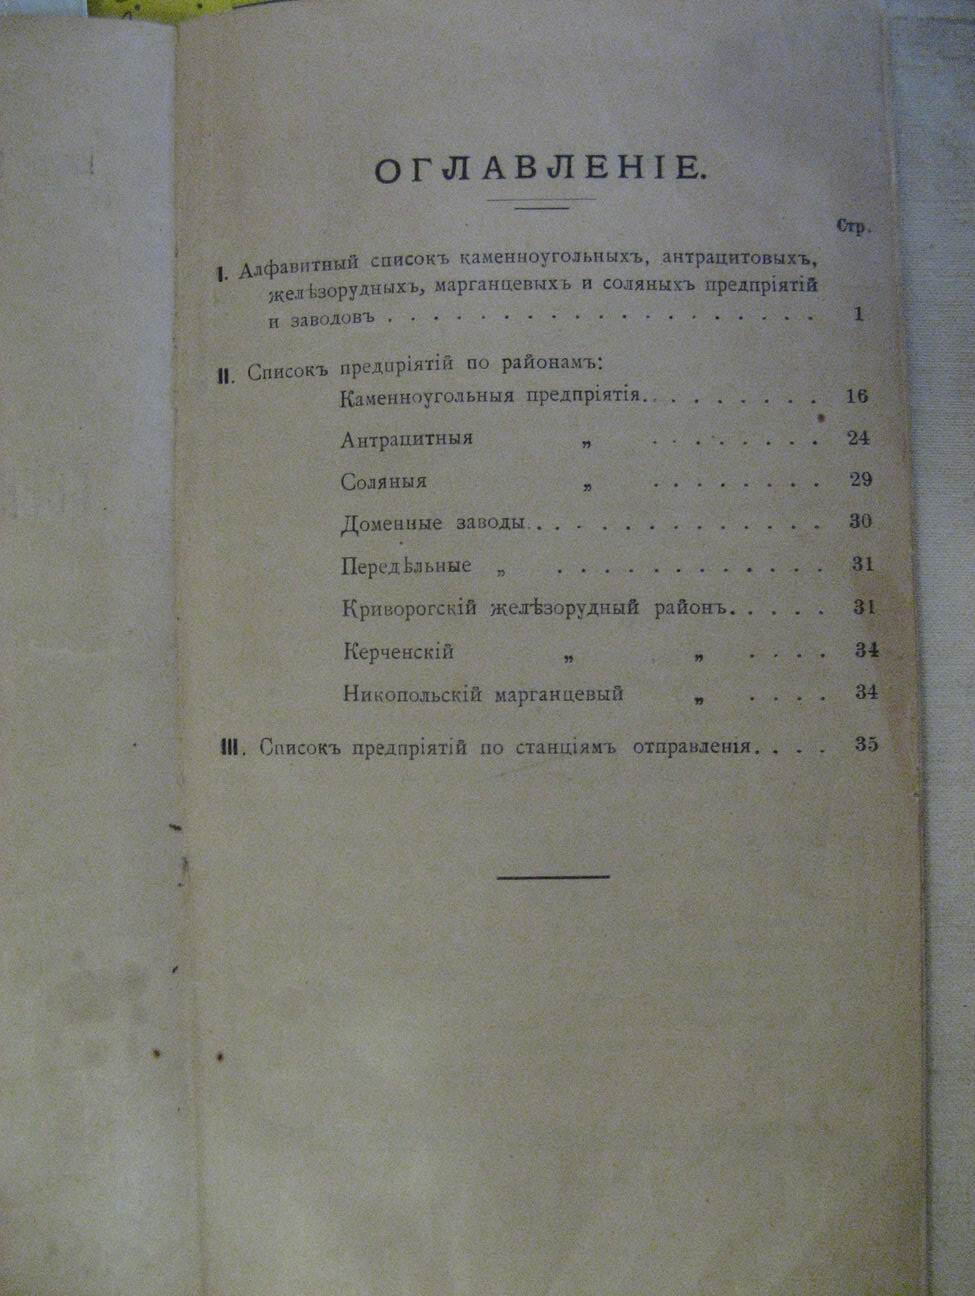 ОГЛАВЛЕНІЕ.
Стр.
I. Алфавитный списокъ каменноугольныхъ, антрацитовыхъ,
желѣзорудныхъ, марганцевыхъ и соляныхъ предпріятій
и заводовъ . . . . . . . . . . . . . . . . . . . 1
II. Списокъ предпріятій по районамъ:
Каменноугольныя предпріятія. . . . . . . . . 16
Антрацитныя „ . . . . . . . . 24
Соляныя „ . . . . . . . . 29
Доменные заводы. . . . . . . . . . . . . . 30
Передѣльные „ . . . . . . . . . . . . 31
Криворогскій желѣзорудный районъ. . . . . 31
Керченскій „ „ . . . . 34
Никопольскій марганцевый „ . . . . 34
III. Списокъ предпріятій по станціямъ отправленія. . . . 35